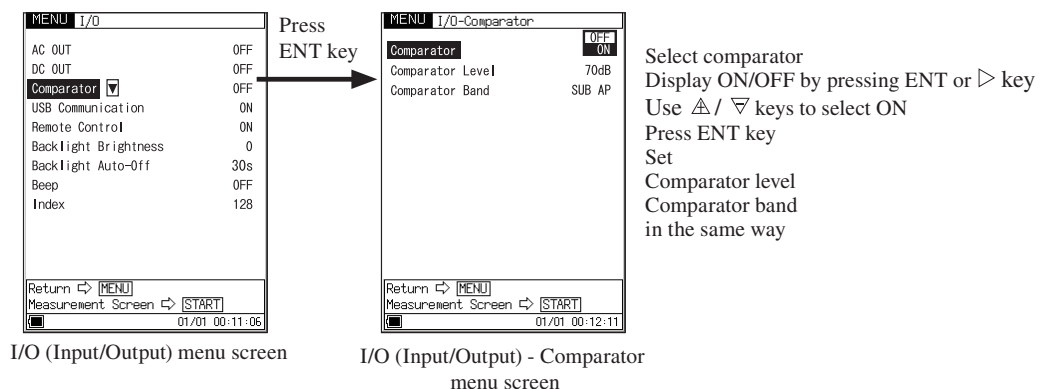 MENU I/O
AC OUT OFF
DC OUT OFF
Comparator ▼ OFF
USB Communication ON
Remote Control ON
Backlight Brightness 0
Backlight Auto-Off 30s
Beep OFF
Index 128
Return ⇨ MENU
Measurement Screen ⇨ START
01/01 00:11:06
I/O (Input/Output) menu screen
Press
ENT key
MENU I/O-Comparator
OFF
Comparator ON
Comparator Level 70dB
Comparator Band SUB AP
Return ⇨ MENU
Measurement Screen ⇨ START
01/01 00:12:11
I/O (Input/Output) - Comparator
menu screen
Select comparator
Display ON/OFF by pressing ENT or ▷ key
Use △ / ▽ keys to select ON
Press ENT key
Set
Comparator level
Comparator band
in the same way